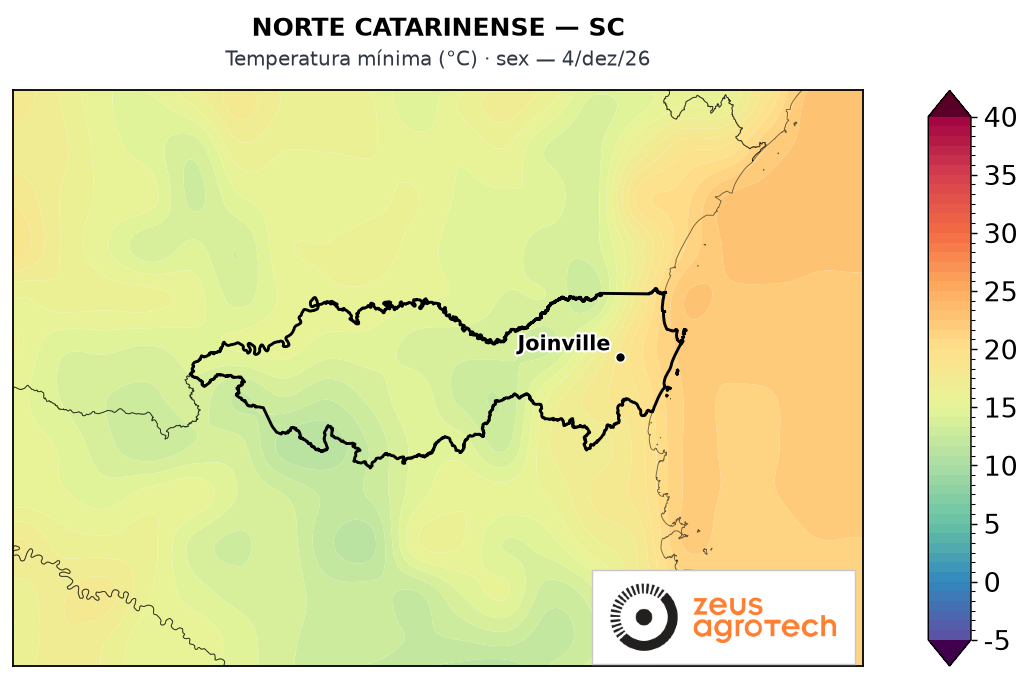 NORTE CATARINENSE — SC
Temperatura mínima (°C) · sex — 4/dez/26
40
35
30
25
20
15
10
5
0
-5
Joinville
zeus
agroTech